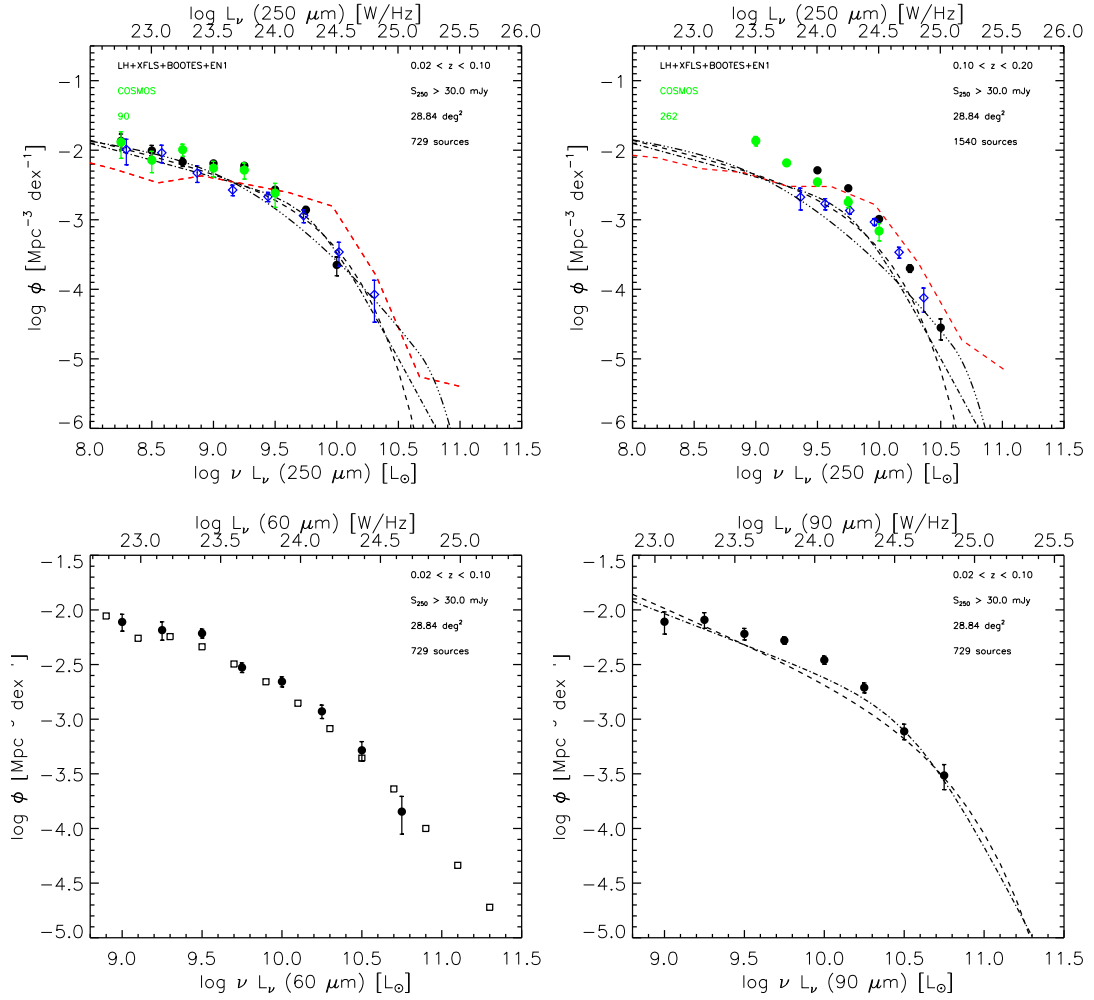 log L_ν (250 μm) [W/Hz]
23.0 23.5 24.0 24.5 25.0 25.5
LH+XFLS+BOOTES+EN1
COSMOS
90
0.02 < z < 0.10
S_250 > 30.0 mJy
28.84 deg²
729 sources
log φ [Mpc⁻³ dex⁻¹]
−1
−2
−3
−4
−5
−6
8.0 8.5 9.0 9.5 10.0 10.5 11.0 11.5
log ν L_ν (250 μm) [L_⊙]
log L_ν (250 μm) [W/Hz]
23.0 23.5 24.0 24.5 25.0 25.5 26.0
LH+XFLS+BOOTES+EN1
COSMOS
262
0.10 < z < 0.20
S_250 > 30.0 mJy
28.84 deg²
1540 sources
log φ [Mpc⁻³ dex⁻¹]
−1
−2
−3
−4
−5
−6
8.0 8.5 9.0 9.5 10.0 10.5 11.0 11.5
log ν L_ν (250 μm) [L_⊙]
log L_ν (60 μm) [W/Hz]
23.0 23.5 24.0 24.5 25.0
0.02 < z < 0.10
S_250 > 30.0 mJy
28.84 deg²
729 sources
log φ [Mpc dex
−1.5
−2.0
−2.5
−3.0
−3.5
−4.0
−4.5
−5.0
9.0 9.5 10.0 10.5 11.0 11.5
log ν L_ν (60 μm) [L_⊙]
log L_ν (90 μm) [W/Hz]
23.0 23.5 24.0 24.5 25.0 25.5
0.02 < z < 0.10
S_250 > 30.0 mJy
28.84 deg²
729 sources
log φ [Mpc dex
−1.5
−2.0
−2.5
−3.0
−3.5
−4.0
−4.5
−5.0
9.0 9.5 10.0 10.5 11.0 11.5
log ν L_ν (90 μm) [L_⊙]